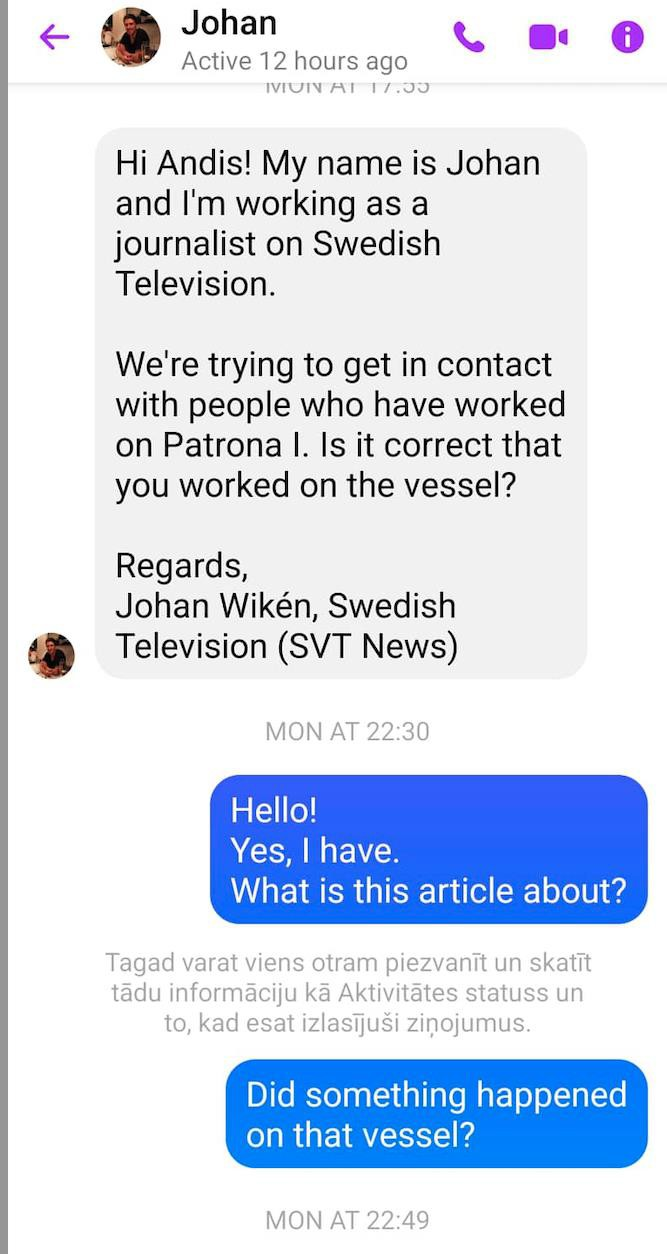 Johan
Active 12 hours ago
MON AT 17:55
Hi Andis! My name is Johan
and I'm working as a
journalist on Swedish
Television.
We're trying to get in contact
with people who have worked
on Patrona I. Is it correct that
you worked on the vessel?
Regards,
Johan Wikén, Swedish
Television (SVT News)
MON AT 22:30
Hello!
Yes, I have.
What is this article about?
Tagad varat viens otram piezvanīt un skatīt
tādu informāciju kā Aktivitātes statuss un
to, kad esat izlasījuši ziņojumus.
Did something happened
on that vessel?
MON AT 22:49